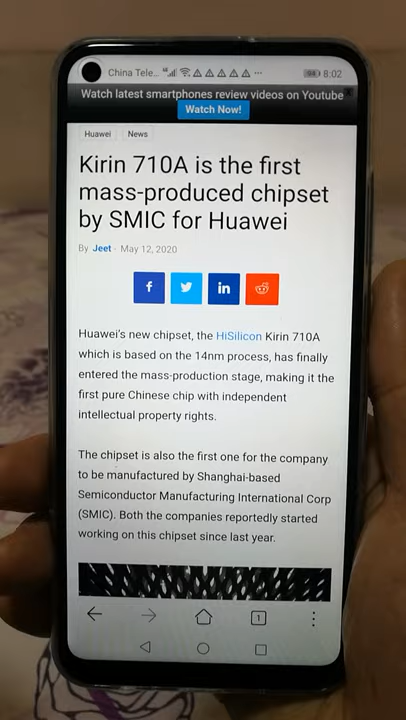 China Tele... 8:02
Watch latest smartphones review videos on Youtube
Watch Now!
Huawei News
Kirin 710A is the first
mass-produced chipset
by SMIC for Huawei
By Jeet - May 12, 2020
Huawei's new chipset, the HiSilicon Kirin 710A
which is based on the 14nm process, has finally
entered the mass-production stage, making it the
first pure Chinese chip with independent
intellectual property rights.
The chipset is also the first one for the company
to be manufactured by Shanghai-based
Semiconductor Manufacturing International Corp
(SMIC). Both the companies reportedly started
working on this chipset since last year.
1